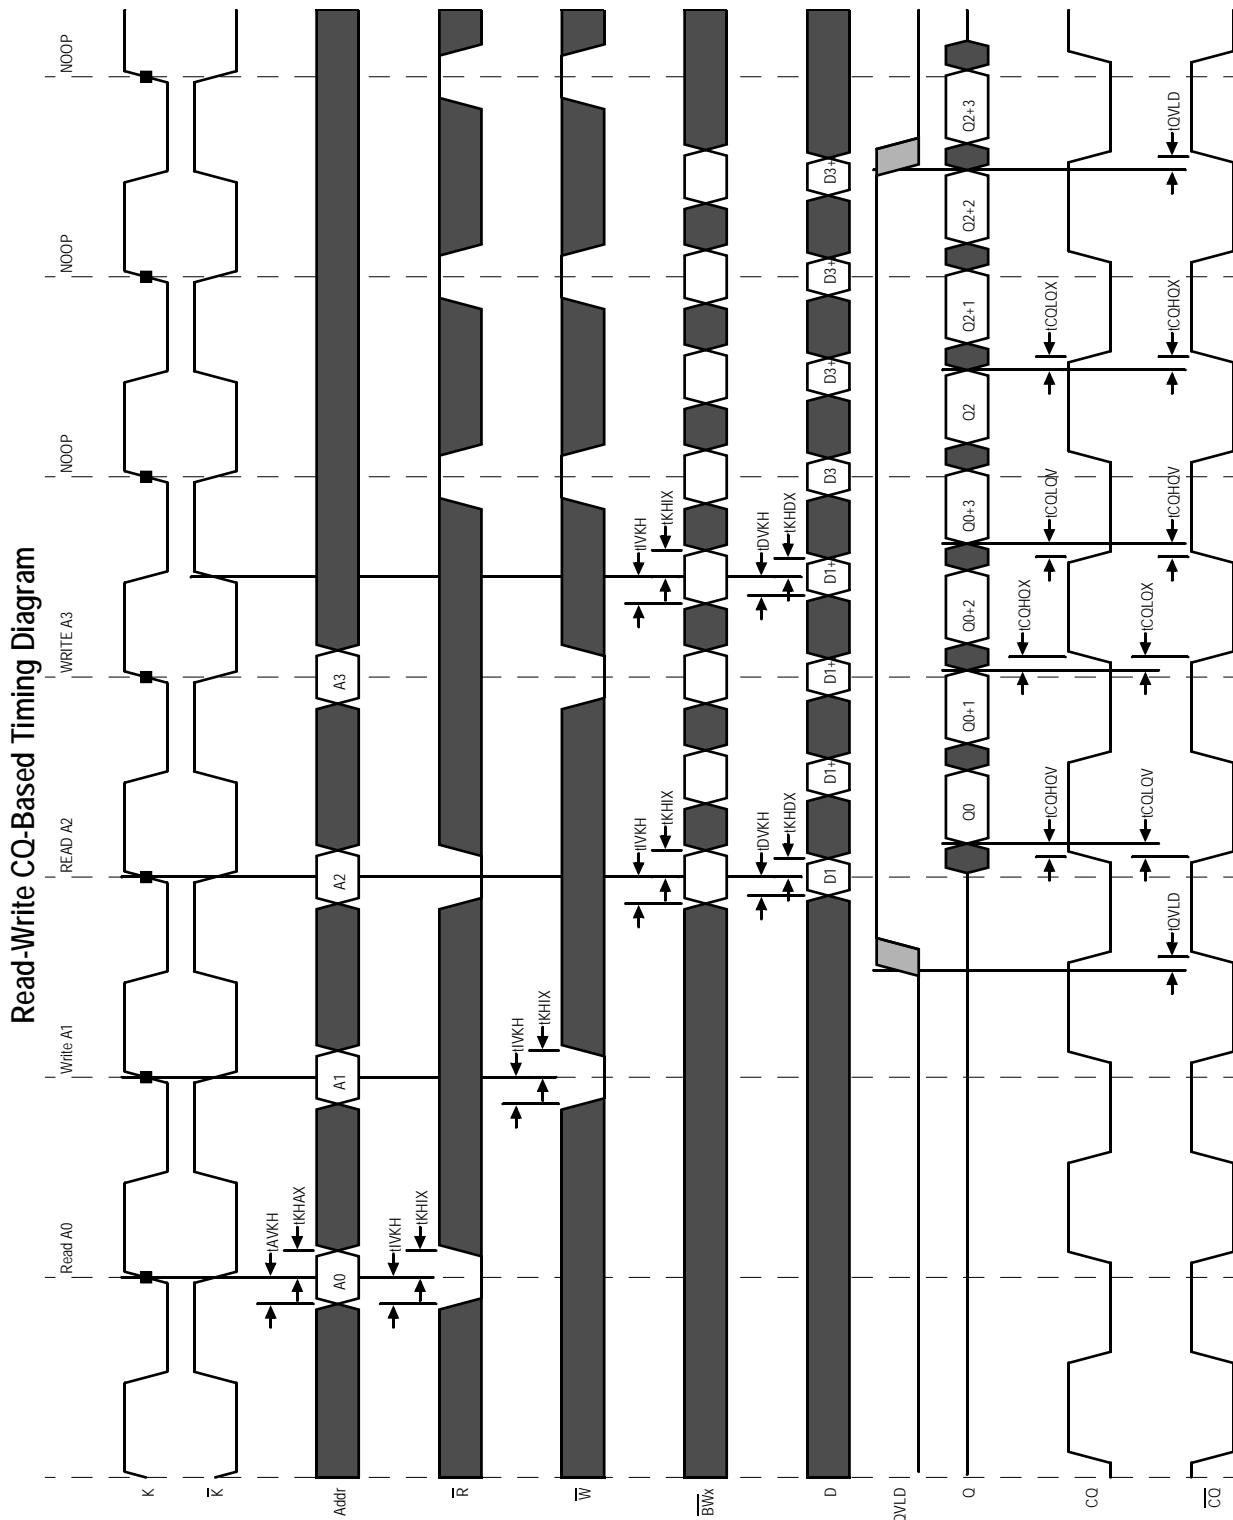 Read-Write CQ-Based Timing Diagram
Read A0
Write A1
READ A2
WRITE A3
NOOP
NOOP
NOOP
K
K
Addr
A0
A1
A2
A3
tAVKH
tKHAX
R
tIVKH
tKHIX
W
tIVKH
tKHIX
BWx
tIVKH
tKHIX
tIVKH
tKHIX
D
D1
D1+
D1+
D1+
D3
D3+
D3+
D3+
tDVKH
tKHDX
tDVKH
tKHDX
QVLD
Q
Q0
Q0+1
Q0+2
Q0+3
Q2
Q2+1
Q2+2
Q2+3
CQ
tCQHQV
tCQHQX
tCQLQV
tCQLQX
CQ
tQVLD
tCQLQV
tCQLQX
tCQHQV
tCQHQX
tQVLD